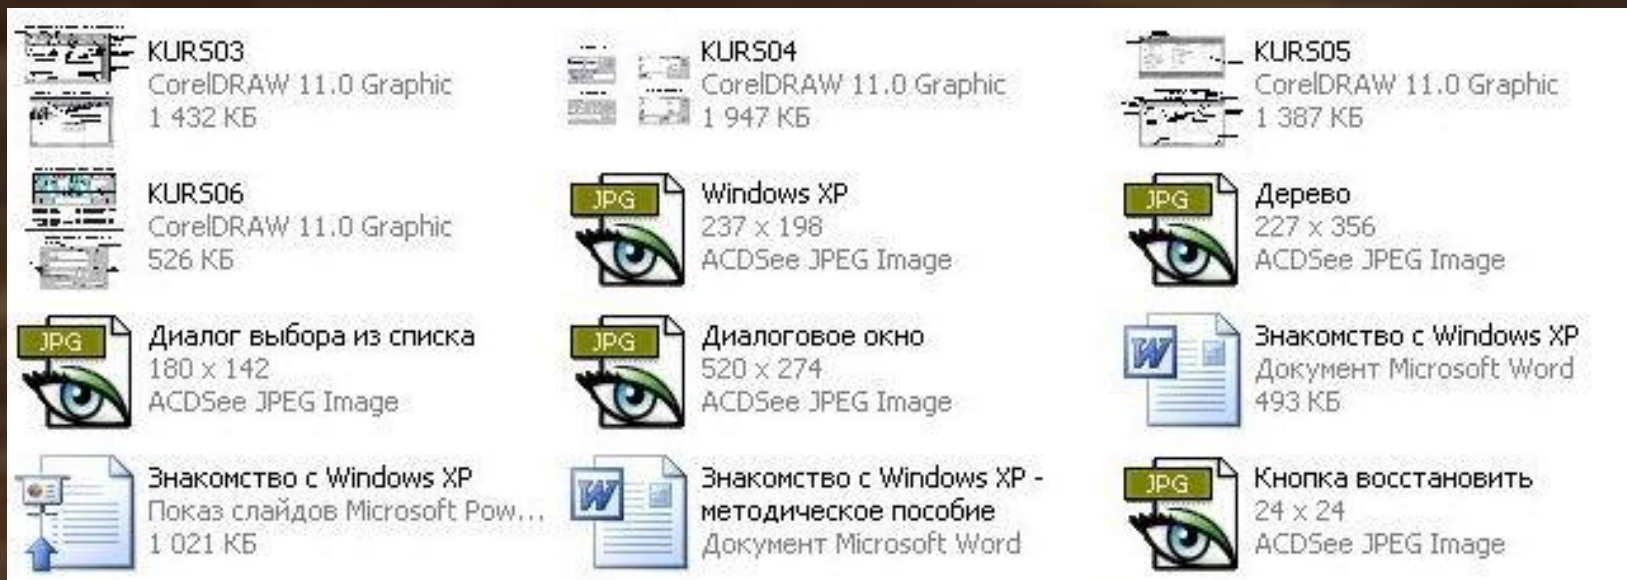 KURS03
CorelDRAW 11.0 Graphic
1 432 КБ
KURS04
CorelDRAW 11.0 Graphic
1 947 КБ
KURS05
CorelDRAW 11.0 Graphic
1 387 КБ
KURS06
CorelDRAW 11.0 Graphic
526 КБ
JPG
Windows XP
237 x 198
ACDSee JPEG Image
JPG
Дерево
227 x 356
ACDSee JPEG Image
JPG
Диалог выбора из списка
180 x 142
ACDSee JPEG Image
JPG
Диалоговое окно
520 x 274
ACDSee JPEG Image
W
Знакомство с Windows XP
Документ Microsoft Word
493 КБ
Знакомство с Windows XP
Показ слайдов Microsoft Pow...
1 021 КБ
W
Знакомство с Windows XP -
методическое пособие
Документ Microsoft Word
JPG
Кнопка восстановить
24 x 24
ACDSee JPEG Image